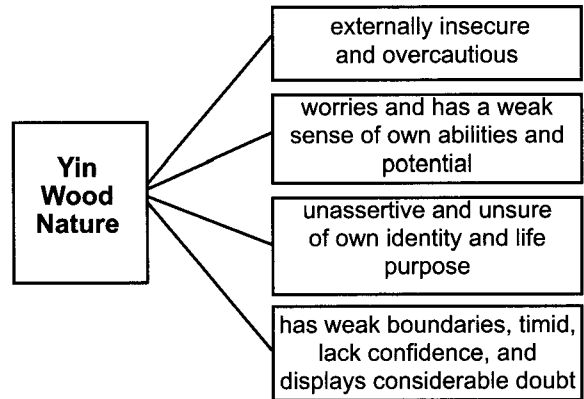 Yin
Wood
Nature
externally insecure
and overcautious
worries and has a weak
sense of own abilities and
potential
unassertive and unsure
of own identity and life
purpose
has weak boundaries, timid,
lack confidence, and
displays considerable doubt